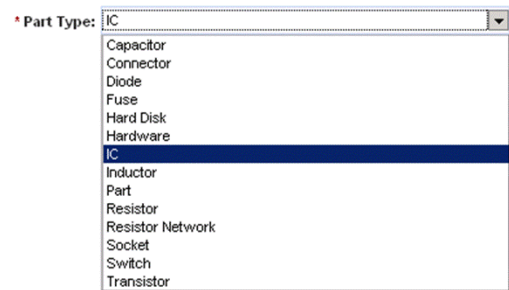 * Part Type: IC
Capacitor
Connector
Diode
Fuse
Hard Disk
Hardware
IC
Inductor
Part
Resistor
Resistor Network
Socket
Switch
Transistor